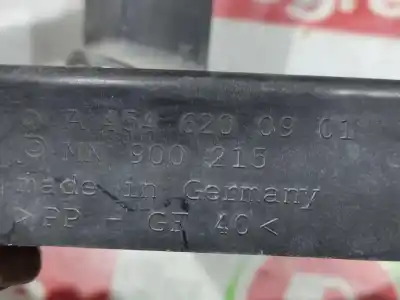 A 454 620 09 01
© MN 900 215
made in Germany
>PP - GF 40<